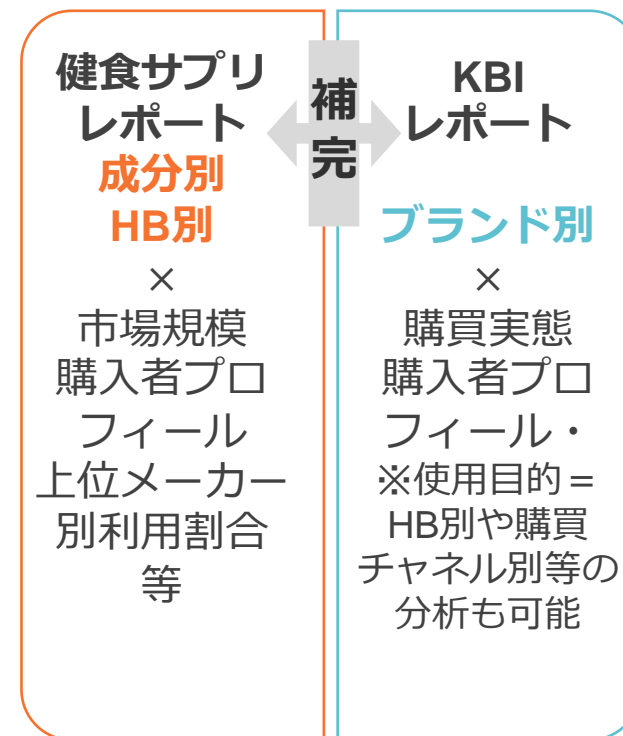 健食サプリ
レポート
成分別
HB別
×
市場規模
購入者プロ
フィール
上位メーカー
別利用割合
等
補
完
KBI
レポート
ブランド別
×
購買実態
購入者プロ
フィール・
※使用目的＝
HB別や購買
チャネル別等の
分析も可能